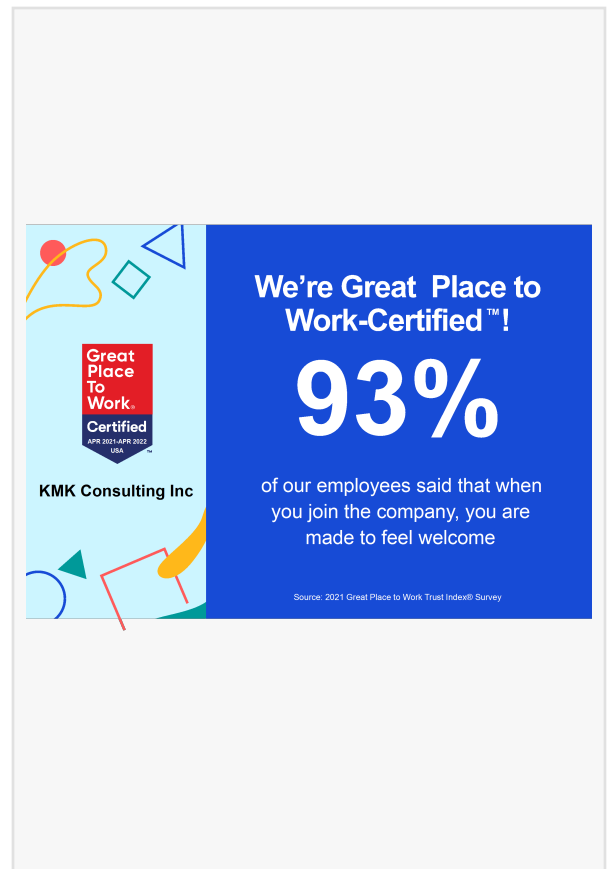 Great
Place
To
Work®
Certified
APR 2021-APR 2022
USA
™
KMK Consulting Inc
We're Great  Place to
Work-Certified™!
93%
of our employees said that when
you join the company, you are
made to feel welcome
Source: 2021 Great Place to Work Trust Index® Survey